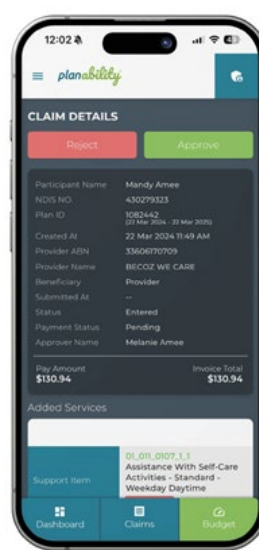 12:02
planability
CLAIM DETAILS
Reject Approve
Participant Name Mandy Amee
NDIS NO 430279323
Plan ID 1082442
(22 Mar 2024 - 22 Mar 2025)
Created At 22 Mar 2024 11:49 AM
Provider ABN 33606170709
Provider Name BECOZ WE CARE
Beneficiary Provider
Submitted At --
Status Entered
Payment Status Pending
Approver Name Melanie Amee
Pay Amount Invoice Total
$130.94 $130.94
Added Services
01_011_0107_1_1
Support Item Assistance With Self-Care
Activities - Standard -
Weekday Daytime
Dashboard Claims Budget